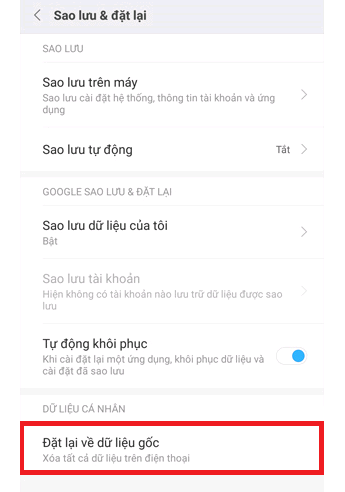 Sao lưu & đặt lại
SAO LƯU
Sao lưu trên máy
Sao lưu cài đặt hệ thống, thông tin tài khoản và ứng
dụng
Sao lưu tự động
Tắt
GOOGLE SAO LƯU & ĐẶT LẠI
Sao lưu dữ liệu của tôi
Bật
Sao lưu tài khoản
Hiện không có tài khoản nào lưu trữ dữ liệu được sao
lưu
Tự động khôi phục
Khi cài đặt lại một ứng dụng, khôi phục dữ liệu và
cài đặt đã sao lưu
DỮ LIỆU CÁ NHÂN
Đặt lại về dữ liệu gốc
Xóa tất cả dữ liệu trên điện thoại